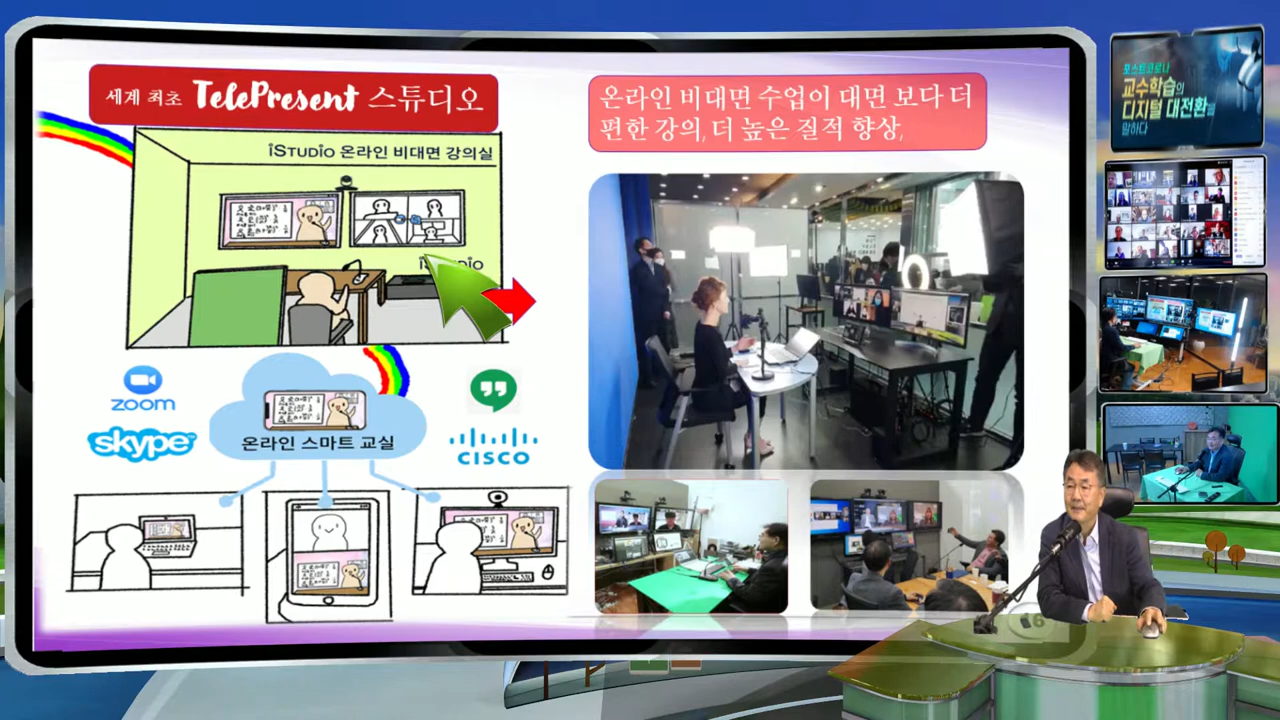 세계 최초 TelePresent 스튜디오
온라인 비대면 수업이 대면 보다 더
편한 강의, 더 높은 질적 향상,
iSTUDiO 온라인 비대면 강의실
iSTUDiO
zoom
skype
온라인 스마트 교실
CISCO
포스트코로나
교수학습의
디지털 대전환을
말하다